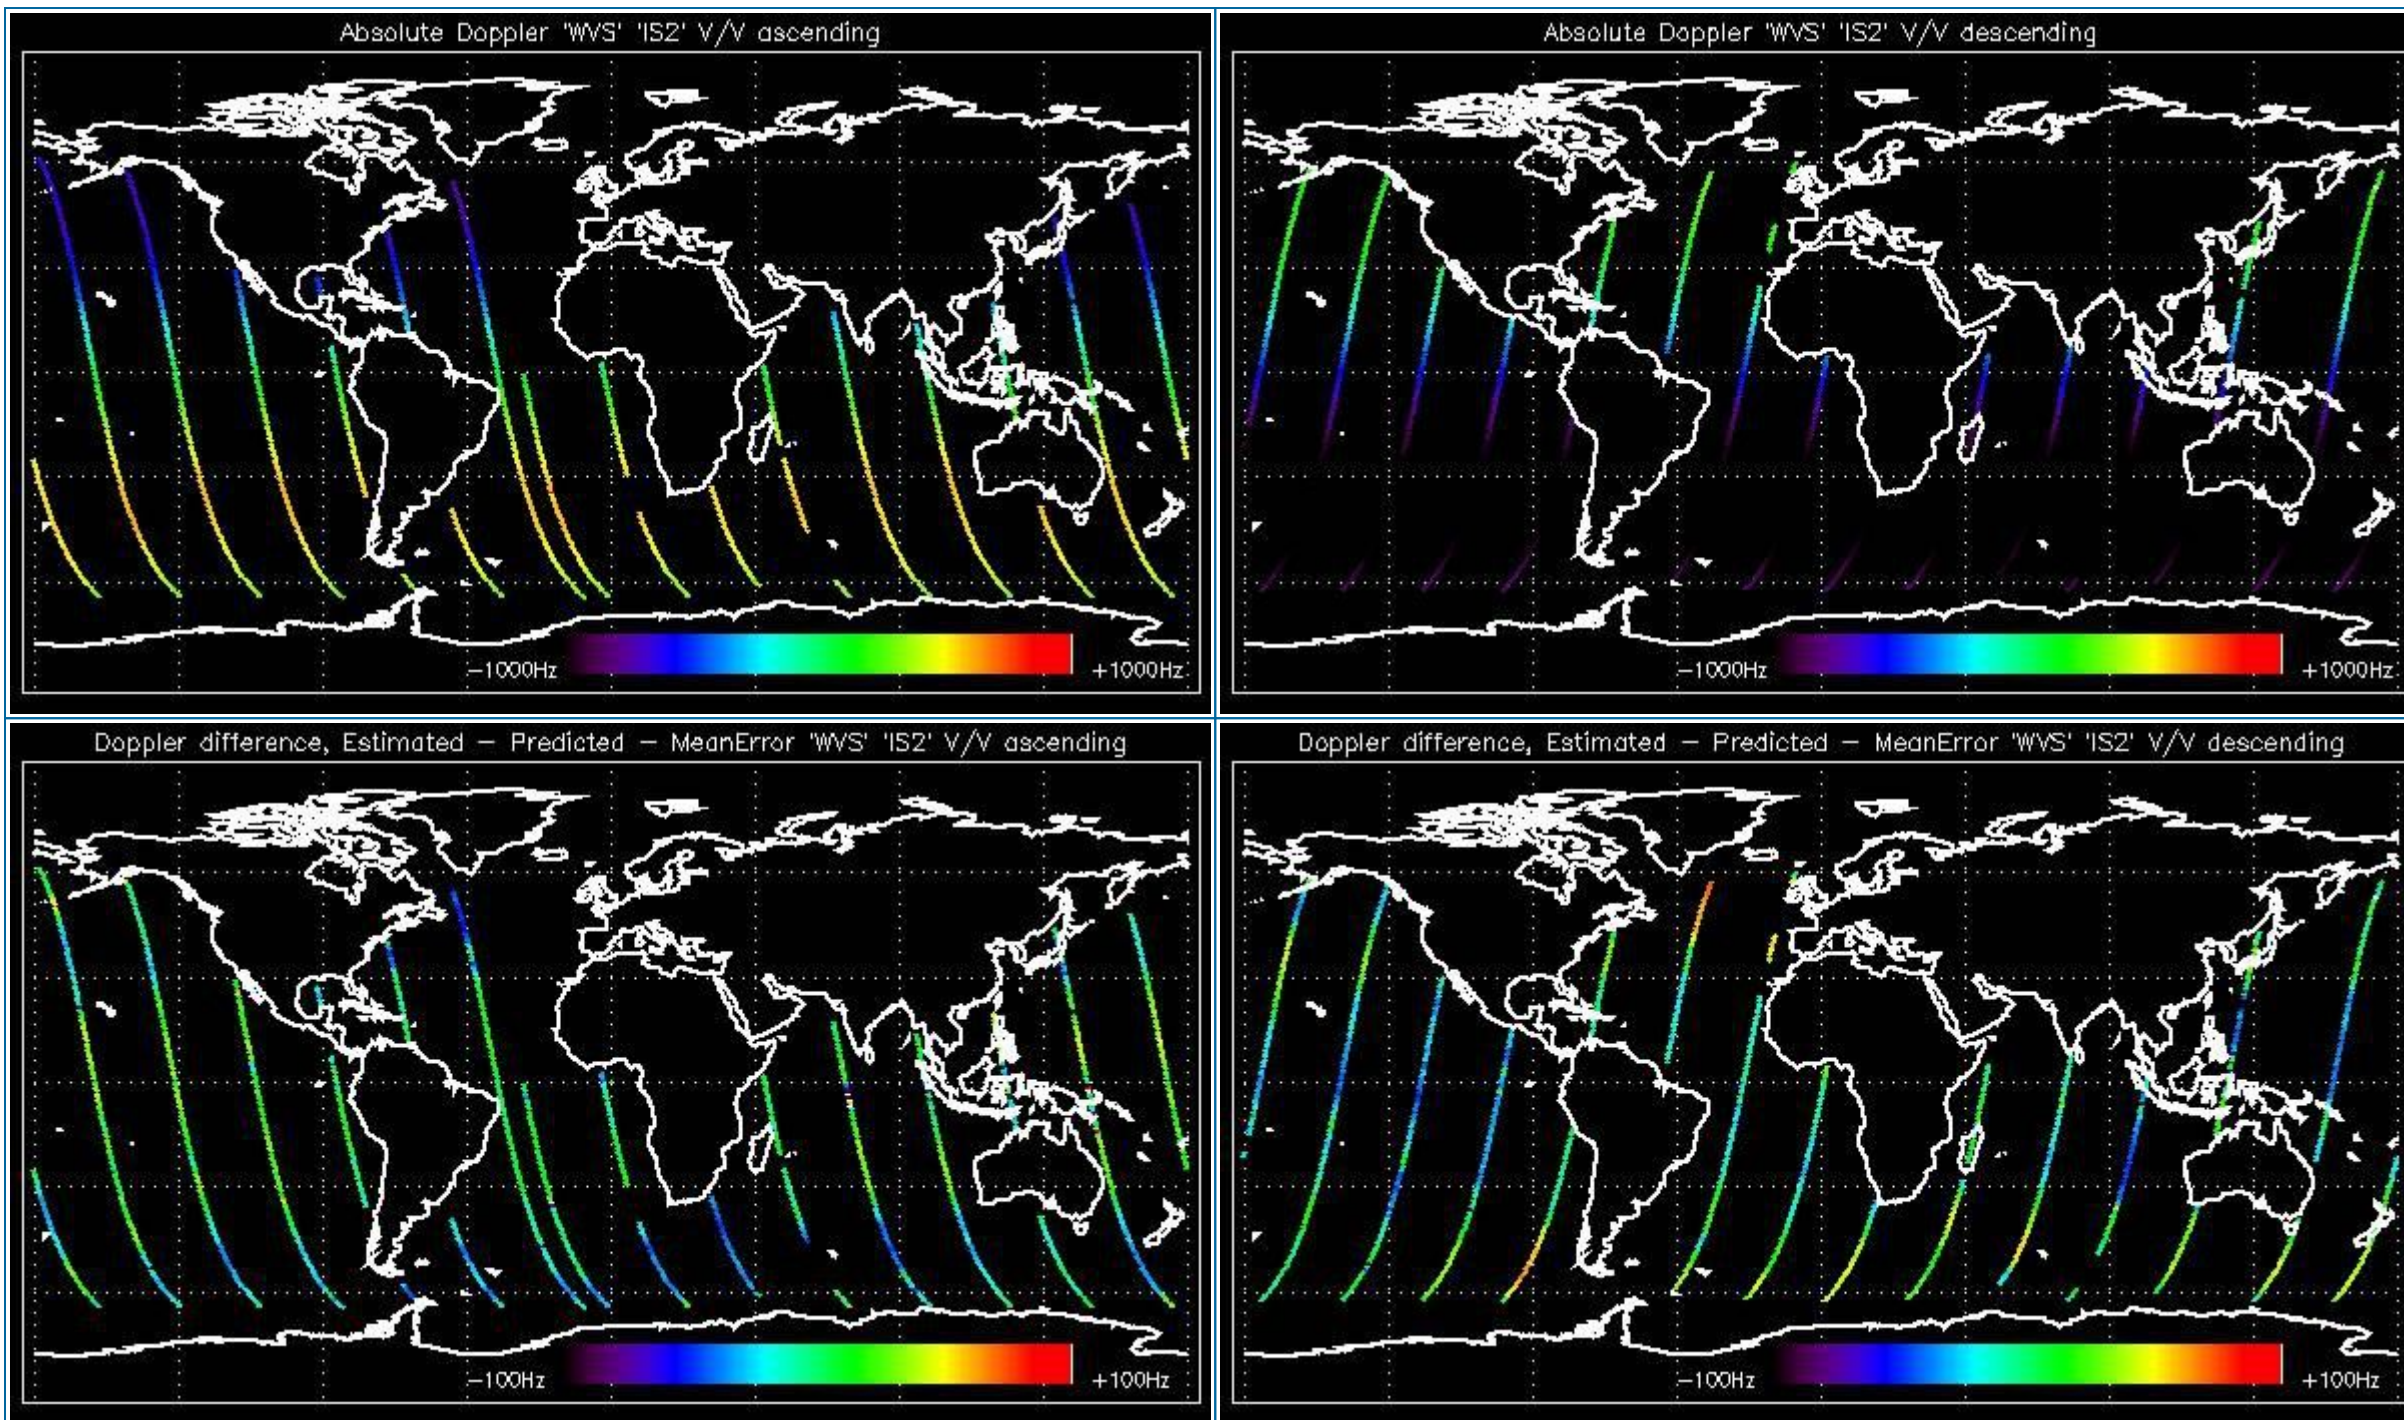 Absolute Doppler 'WVS' 'IS2' V/V ascending
-1000Hz
+1000Hz
Absolute Doppler 'WVS' 'IS2' V/V descending
-1000Hz
+1000Hz
Doppler difference, Estimated - Predicted - MeanError 'WVS' 'IS2' V/V ascending
-100Hz
+100Hz
Doppler difference, Estimated - Predicted - MeanError 'WVS' 'IS2' V/V descending
-100Hz
+100Hz